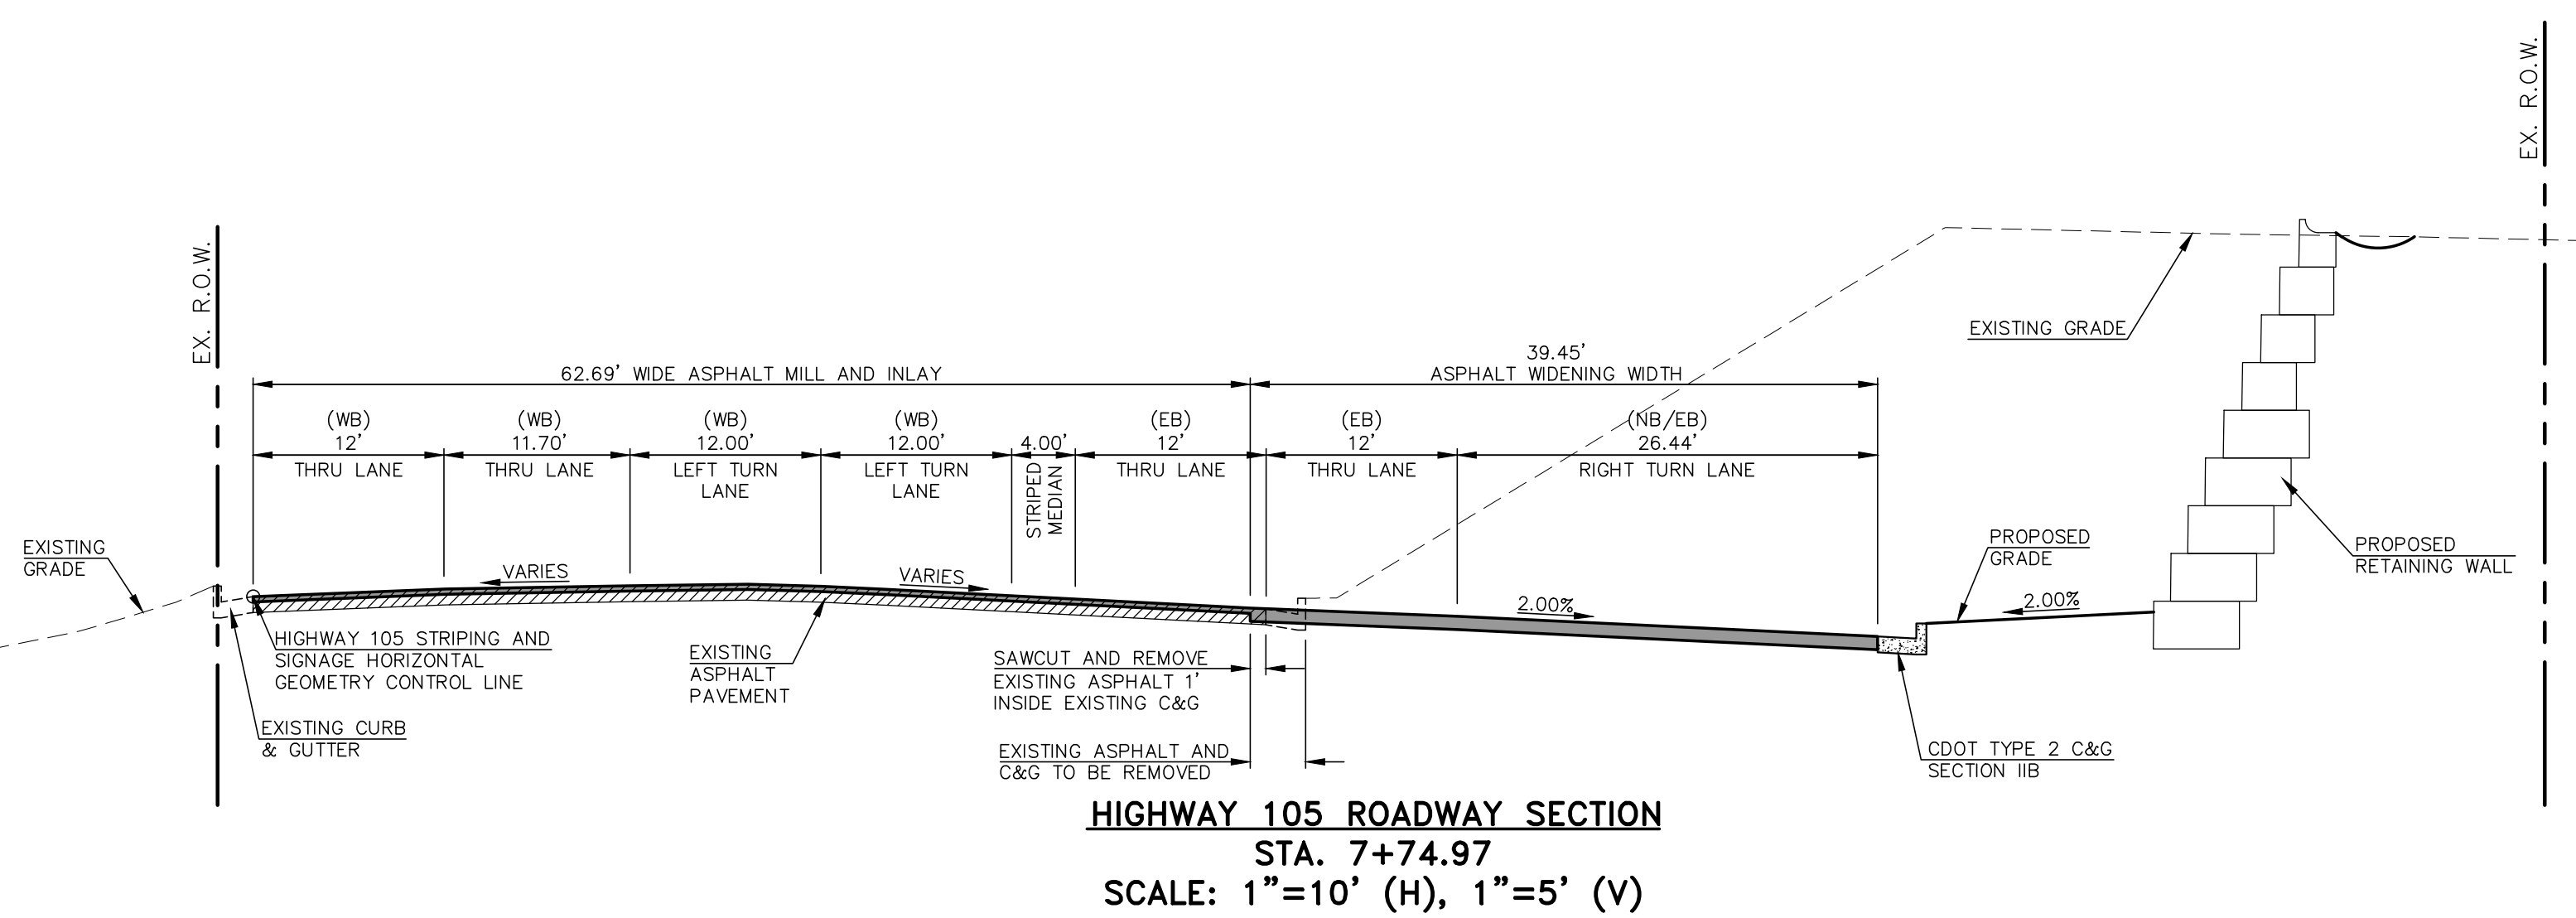 EX. R.O.W.
EX. R.O.W.
EXISTING GRADE
39.45'
62.69' WIDE ASPHALT MILL AND INLAY
ASPHALT WIDENING WIDTH
(WB)
12'
THRU LANE
(WB)
11.70'
THRU LANE
(WB)
12.00'
LEFT TURN
LANE
(WB)
12.00'
LEFT TURN
LANE
4.00'
STRIPED
MEDIAN
(EB)
12'
THRU LANE
(EB)
12'
THRU LANE
(NB/EB)
26.44'
RIGHT TURN LANE
EXISTING
GRADE
VARIES
VARIES
2.00%
PROPOSED
GRADE
2.00%
PROPOSED
RETAINING WALL
HIGHWAY 105 STRIPING AND
SIGNAGE HORIZONTAL
GEOMETRY CONTROL LINE
EXISTING CURB
& GUTTER
EXISTING
ASPHALT
PAVEMENT
SAWCUT AND REMOVE
EXISTING ASPHALT 1'
INSIDE EXISTING C&G
EXISTING ASPHALT AND
C&G TO BE REMOVED
CDOT TYPE 2 C&G
SECTION IIB
HIGHWAY 105 ROADWAY SECTION
STA. 7+74.97
SCALE: 1"=10' (H), 1"=5' (V)